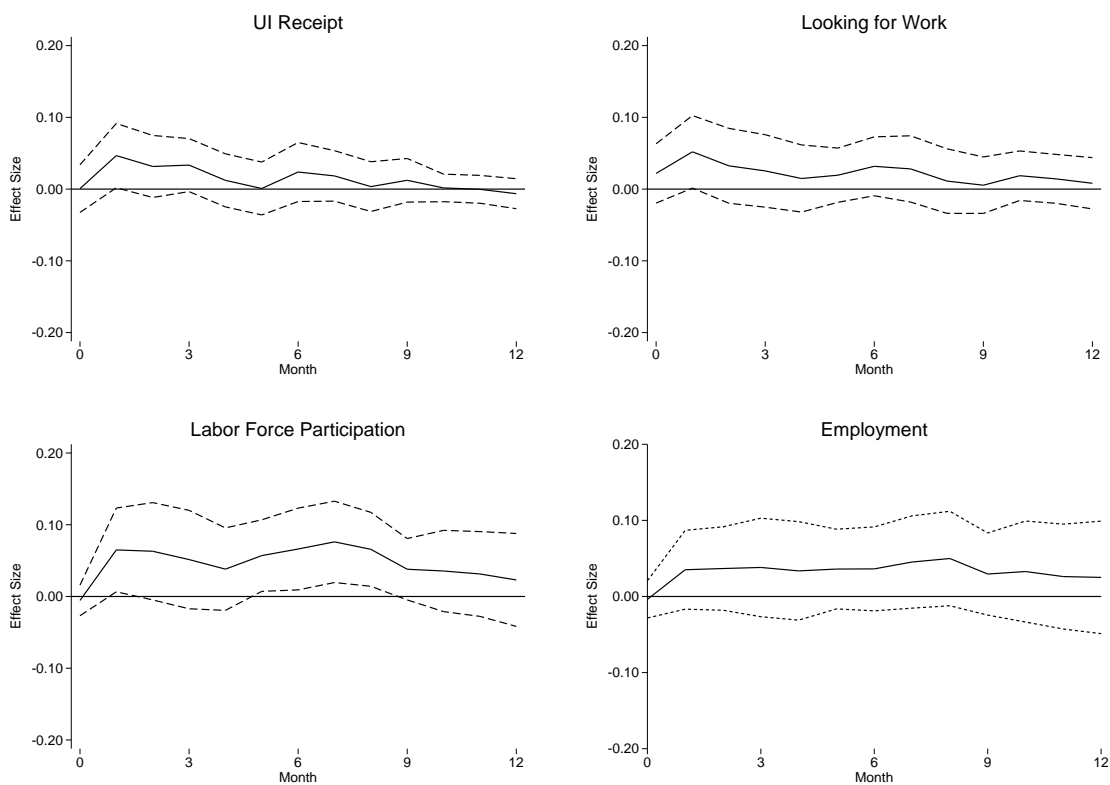 UI Receipt
0.20
0.10
0.00
-0.10
-0.20
Effect Size
0 3 6 9 12
Month
Looking for Work
0.20
0.10
0.00
-0.10
-0.20
Effect Size
0 3 6 9 12
Month
Labor Force Participation
0.20
0.10
0.00
-0.10
-0.20
Effect Size
0 3 6 9 12
Month
Employment
0.20
0.10
0.00
-0.10
-0.20
Effect Size
0 3 6 9 12
Month